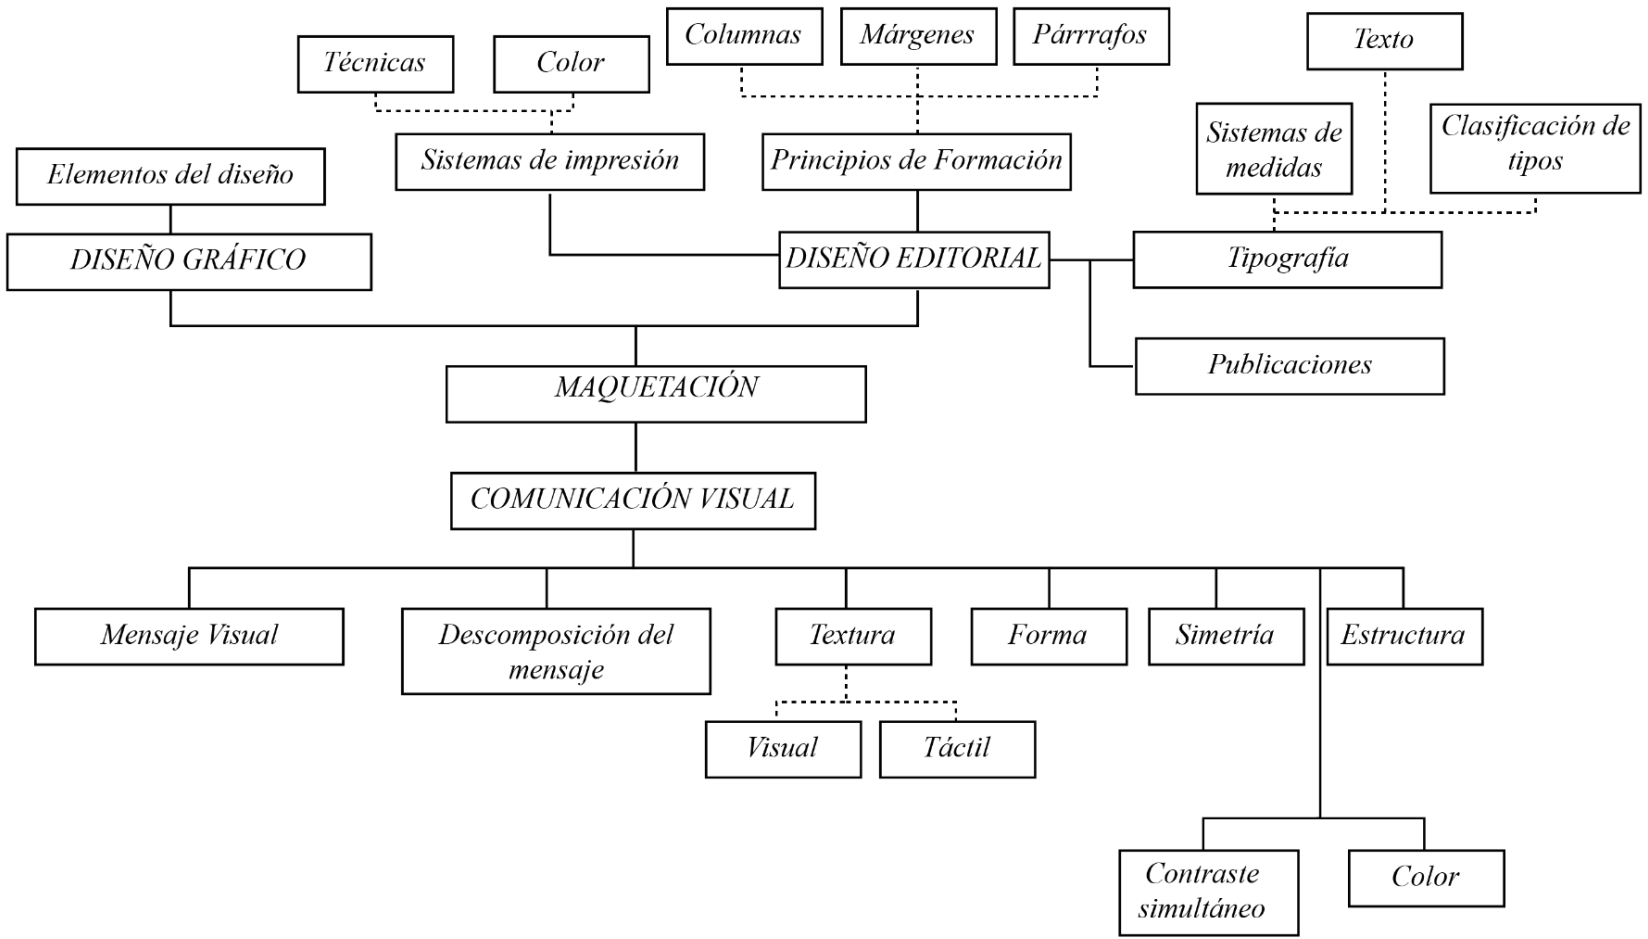 Columnas
Márgenes
Párrrafos
Texto
Técnicas
Color
Sistemas de
medidas
Clasificación de
tipos
Sistemas de impresión
Principios de Formación
Elementos del diseño
DISEÑO GRÁFICO
DISEÑO EDITORIAL
Tipografía
Publicaciones
MAQUETACIÓN
COMUNICACIÓN VISUAL
Mensaje Visual
Descomposición del
mensaje
Textura
Forma
Simetría
Estructura
Visual
Táctil
Contraste
simultáneo
Color